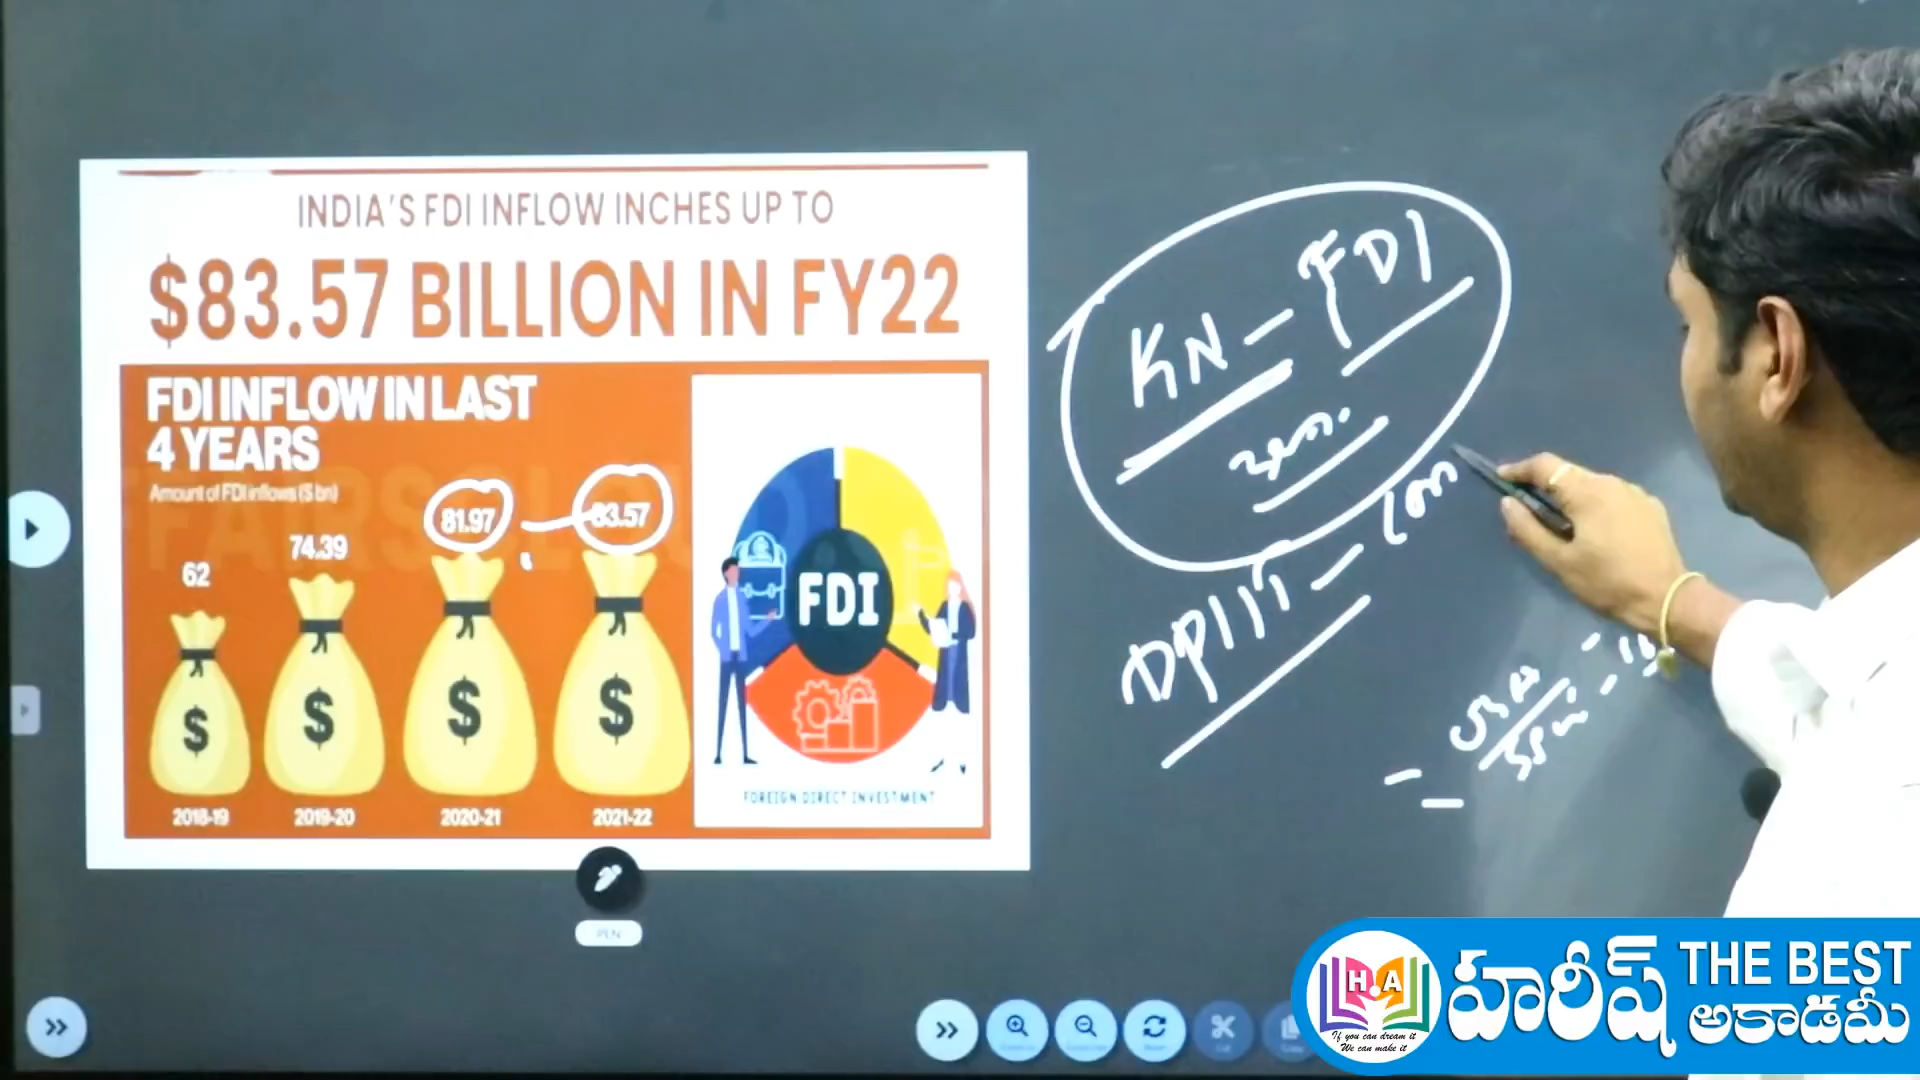 INDIA'S FDI INFLOW INCHES UP TO
$83.57 BILLION IN FY22
FDI INFLOW IN LAST
4 YEARS
Amount of FDI inflows ($ bn)
62
74.39
81.97
83.57
$
$
$
$
2018-19
2019-20
2020-21
2021-22
FDI
FOREIGN DIRECT INVESTMENT
KN - FDI
DPIIT -
PEN
H.A
If you can dream it
We can make it
హరీష్
THE BEST
అకాడమీ